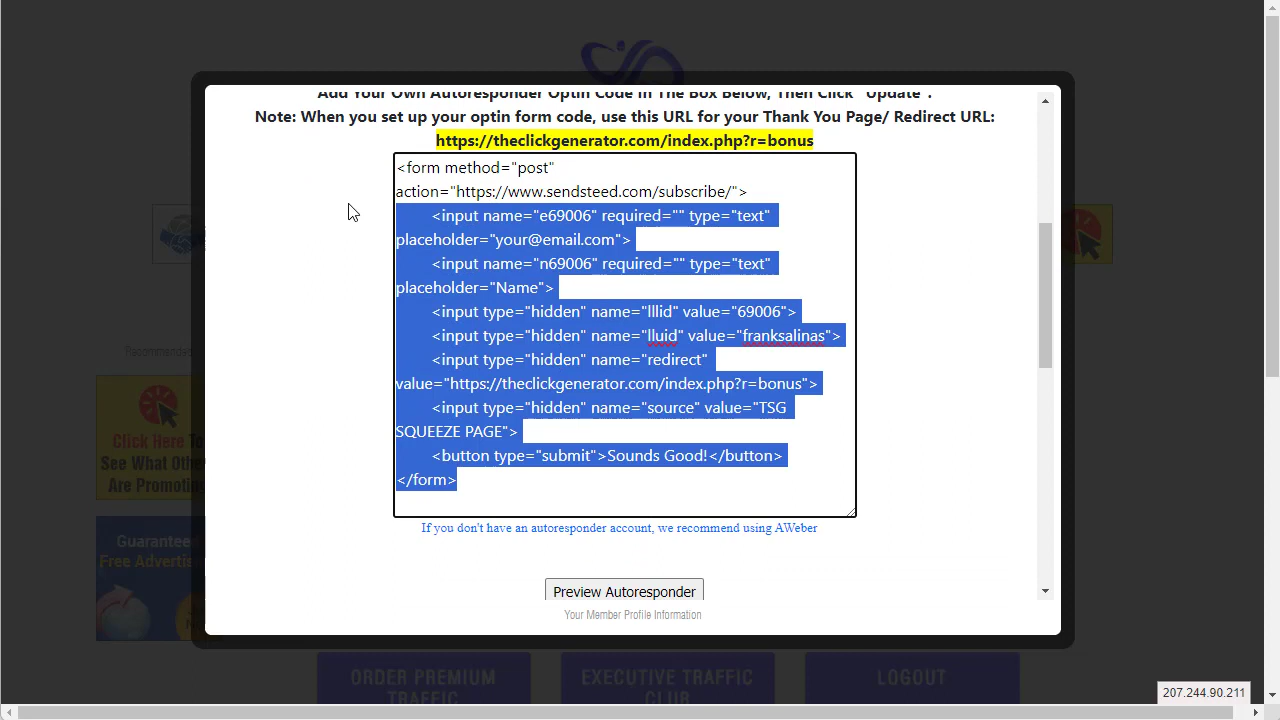 Add Your Own Autoresponder Optin Code In The Box Below, Then Click "Update".
Note: When you set up your optin form code, use this URL for your Thank You Page/ Redirect URL:
https://theclickgenerator.com/index.php?r=bonus
<form method="post"
action="https://www.sendsteed.com/subscribe/">
<input name="e69006" required="" type="text"
placeholder="your@email.com">
<input name="n69006" required="" type="text"
placeholder="Name">
<input type="hidden" name="lllid" value="69006">
<input type="hidden" name="lluid" value="franksalinas">
<input type="hidden" name="redirect"
value="https://theclickgenerator.com/index.php?r=bonus">
<input type="hidden" name="source" value="TSG
SQUEEZE PAGE">
<button type="submit">Sounds Good!</button>
</form>
If you don't have an autoresponder account, we recommend using AWeber
Preview Autoresponder
Your Member Profile Information
Recommended
Click Here To
See What Other
Are Promoting
Guarantee
Free Advertis
ORDER PREMIUM
TRAFFIC
EXECUTIVE TRAFFIC
CLUB
LOGOUT
207.244.90.211